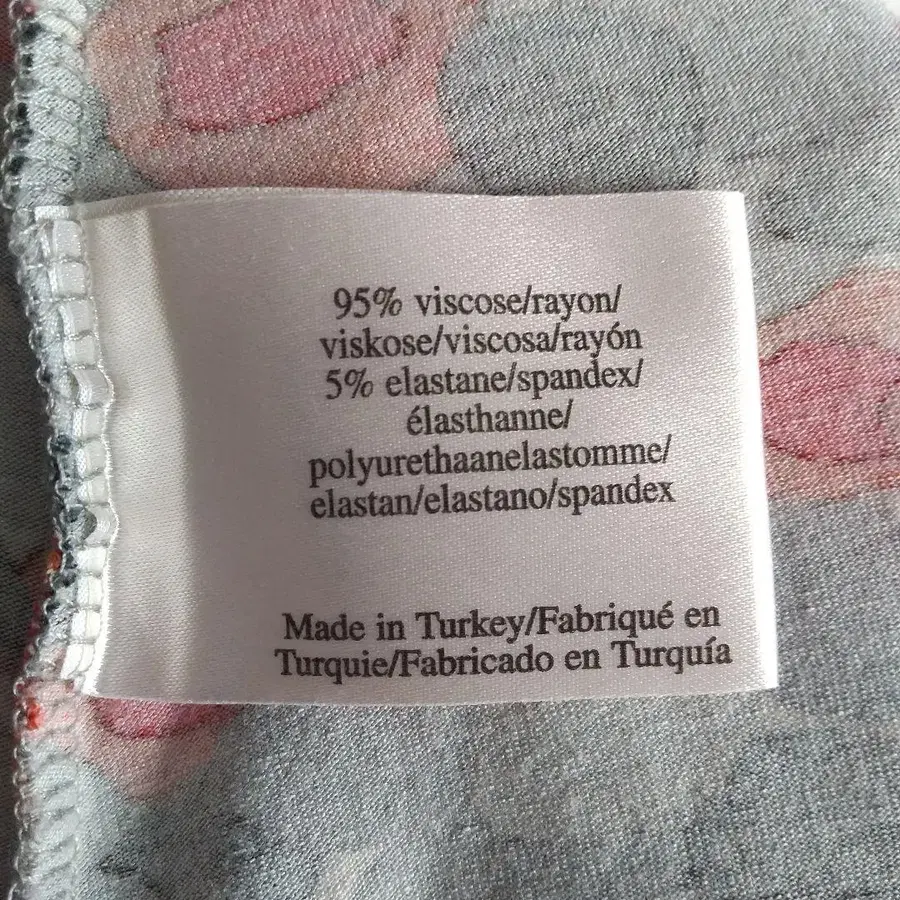 95% viscose/rayon/
viskose/viscosa/rayón
5% elastane/spandex/
élasthanne/
polyurethaanelastomme/
elastan/elastano/spandex
Made in Turkey/Fabriqué en
Turquie/Fabricado en Turquía